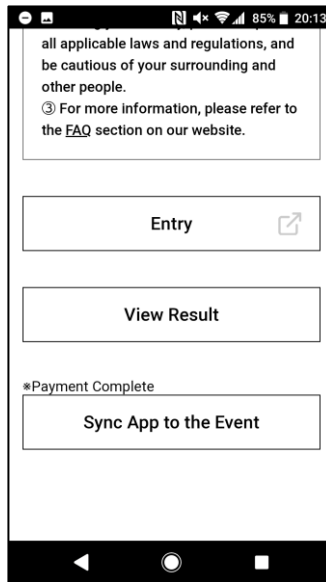 85% 20:13
all applicable laws and regulations, and
be cautious of your surrounding and
other people.
③ For more information, please refer to
the FAQ section on our website.
Entry
View Result
※Payment Complete
Sync App to the Event